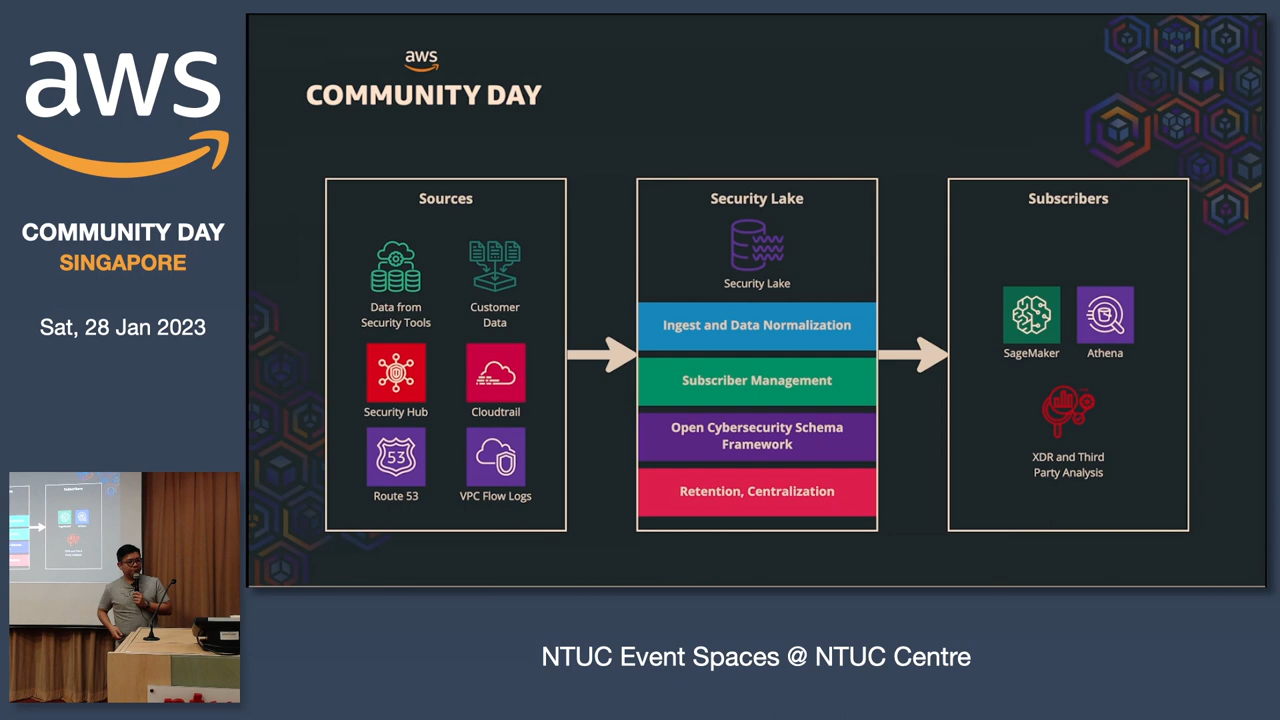 aws
COMMUNITY DAY
SINGAPORE
Sat, 28 Jan 2023
aws
COMMUNITY DAY
Sources
Data from
Security Tools
Customer
Data
Security Hub
Cloudtrail
53
Route 53
VPC Flow Logs
Security Lake
Security Lake
Ingest and Data Normalization
Subscriber Management
Open Cybersecurity Schema
Framework
Retention, Centralization
Subscribers
SageMaker
Athena
XDR and Third
Party Analysis
NTUC Event Spaces @ NTUC Centre